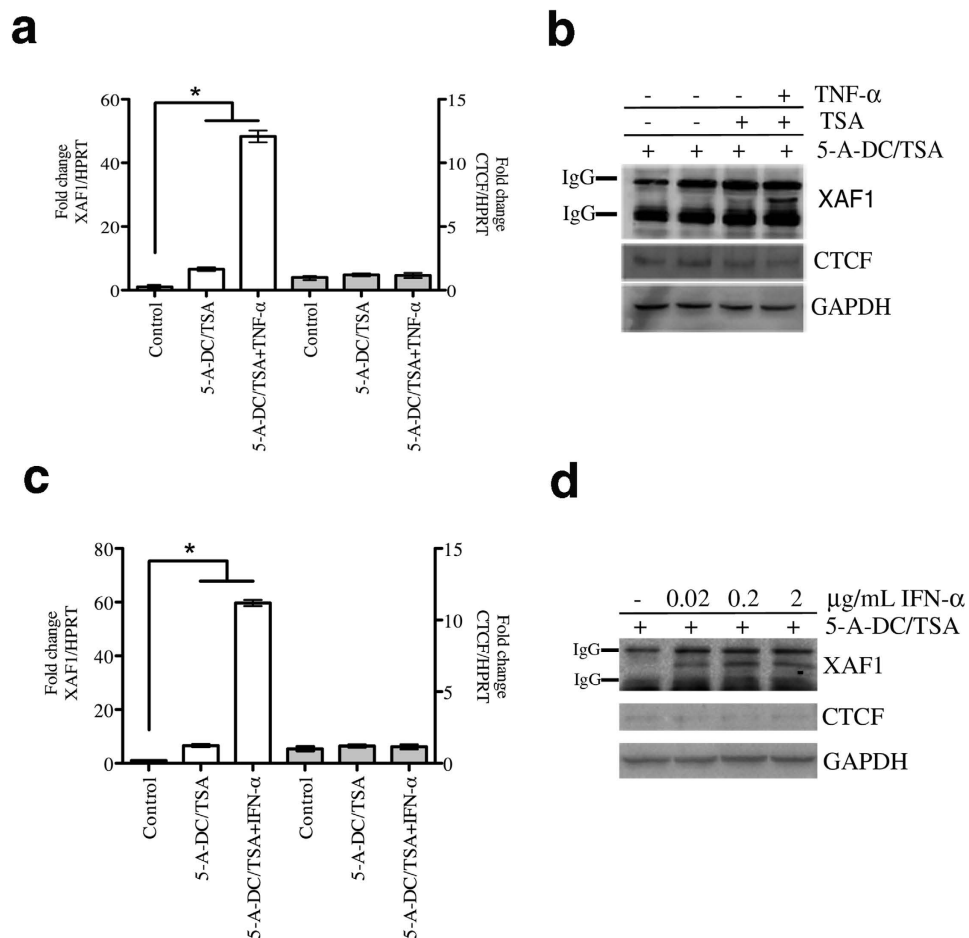 a
*
60
40
20
0
15
10
5
0
Fold change
XAF1/HPRT
Fold change
CTCF/HPRT
Control
5-A-DC/TSA
5-A-DC/TSA+TNF-α
Control
5-A-DC/TSA
5-A-DC/TSA+TNF-α
b
- - - + TNF-α
- - + + TSA
+ + + + 5-A-DC/TSA
IgG
IgG
XAF1
CTCF
GAPDH
c
*
80
60
40
20
0
15
10
5
0
Fold change
XAF1/HPRT
Fold change
CTCF/HPRT
Control
5-A-DC/TSA
5-A-DC/TSA+IFN-α
Control
5-A-DC/TSA
5-A-DC/TSA+IFN-α
d
- 0.02 0.2 2 μg/mL IFN-α
+ + + + 5-A-DC/TSA
IgG
IgG
XAF1
CTCF
GAPDH